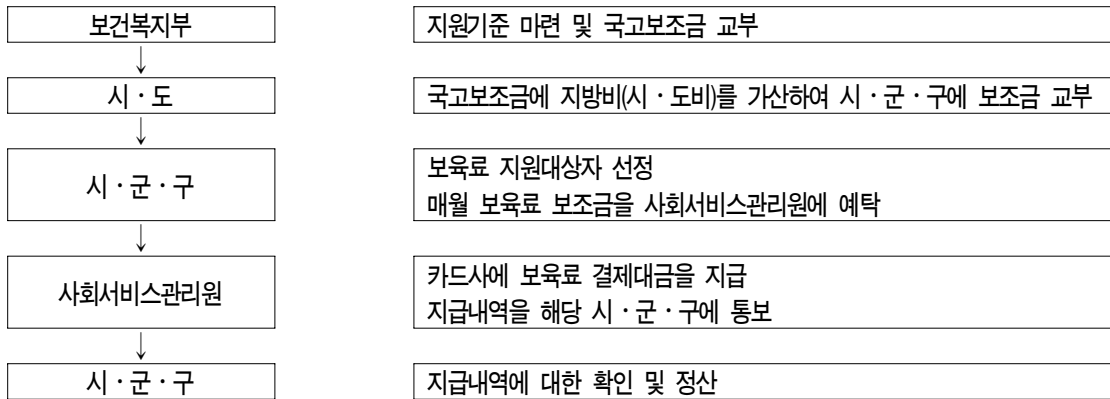 보건복지부
지원기준 마련 및 국고보조금 교부
시·도
국고보조금에 지방비(시·도비)를 가산하여 시·군·구에 보조금 교부
시·군·구
보육료 지원대상자 선정
매월 보육료 보조금을 사회서비스관리원에 예탁
사회서비스관리원
카드사에 보육료 결제대금을 지급
지급내역을 해당 시·군·구에 통보
시·군·구
지급내역에 대한 확인 및 정산